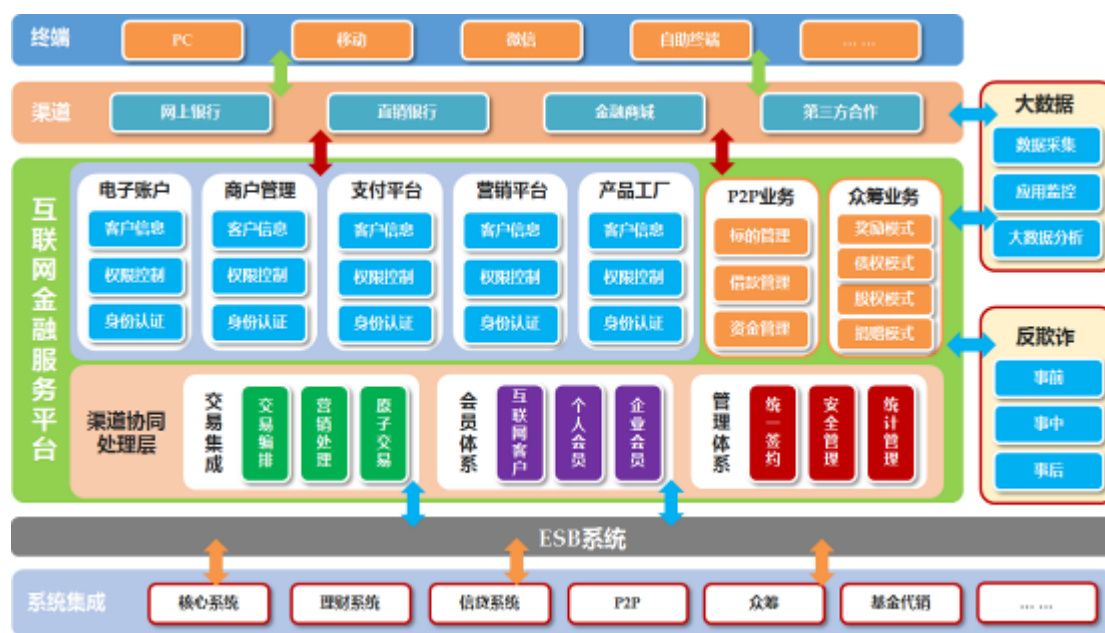 终端
PC
移动
微信
自助终端
... ...
渠道
网上银行
直销银行
金融商城
第三方合作
互联网金融服务平台
电子账户
客户信息
权限控制
身份认证
商户管理
客户信息
权限控制
身份认证
支付平台
客户信息
权限控制
身份认证
营销平台
客户信息
权限控制
身份认证
产品工厂
客户信息
权限控制
身份认证
P2P业务
标的管理
借款管理
资金管理
众筹业务
奖励模式
债权模式
股权模式
捐赠模式
渠道协同
处理层
交易集成
交易编排
营销处理
原子交易
会员体系
互联网客户
个人会员
企业会员
管理体系
统一签约
安全管理
统计管理
大数据
数据采集
应用监控
大数据分析
反欺诈
事前
事中
事后
ESB系统
系统集成
核心系统
理财系统
信贷系统
P2P
众筹
基金代销
... ...